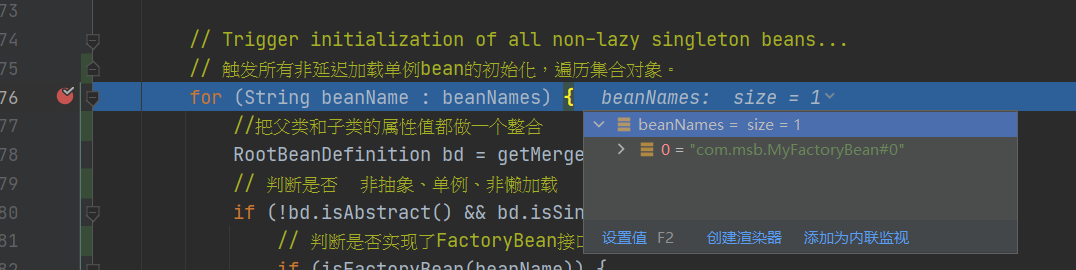 73
74 // Trigger initialization of all non-lazy singleton beans...
75 // 触发所有非延迟加载单例bean的初始化，遍历集合对象。
76 for (String beanName : beanNames) { beanNames: size = 1
beanNames = size = 1
77 //把父类和子类的属性值都做一个整合
0 = "com.msb.MyFactoryBean#0"
78 RootBeanDefinition bd = getMerge
79 // 判断是否 非抽象、单例、非懒加载
80 if (!bd.isAbstract() && bd.isSin
设置值 F2 创建渲染器 添加为内联监视
81 // 判断是否实现了FactoryBean接口
82 if (isFactoryBean(beanName)) {